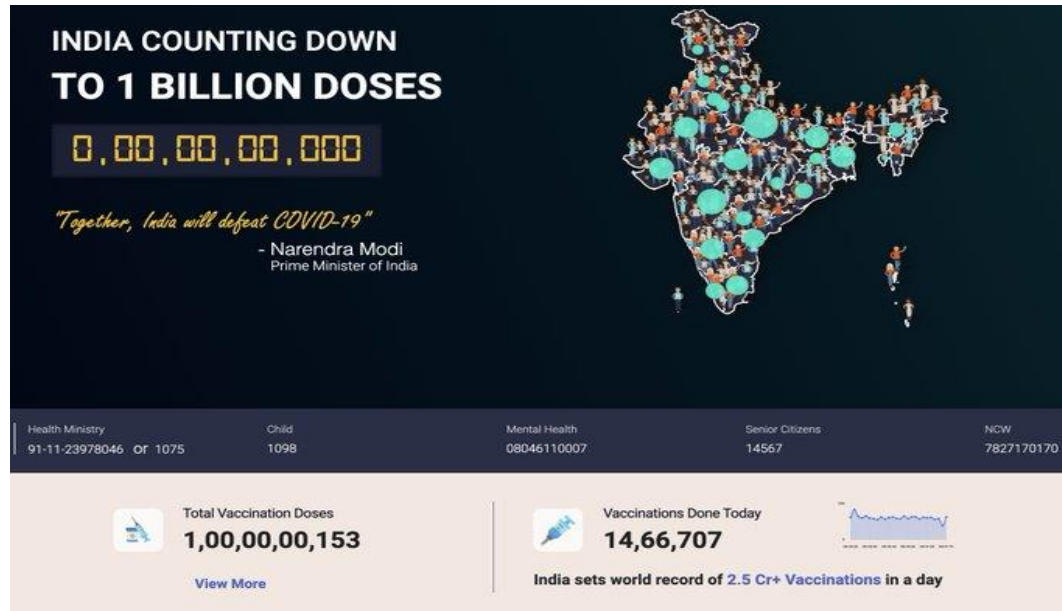 INDIA COUNTING DOWN
TO 1 BILLION DOSES
0,00,00,00,000
"Together, India will defeat COVID-19"
- Narendra Modi
Prime Minister of India
Health Ministry
91-11-23978046 or 1075
Child
1098
Mental Health
08046110007
Senior Citizens
14567
NCW
7827170170
Total Vaccination Doses
1,00,00,00,153
View More
Vaccinations Done Today
14,66,707
India sets world record of 2.5 Cr+ Vaccinations in a day